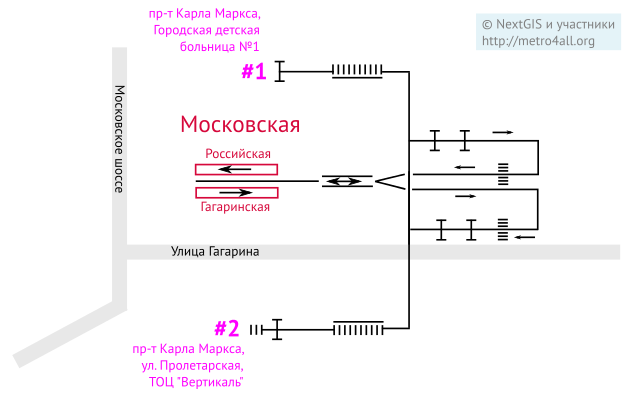 пр-т Карла Маркса,
Городская детская
больница №1
#1
© NextGIS и участники
http://metro4all.org
Московское шоссе
Московская
Российская
Гагаринская
Улица Гагарина
#2
пр-т Карла Маркса,
ул. Пролетарская,
ТОЦ "Вертикаль"